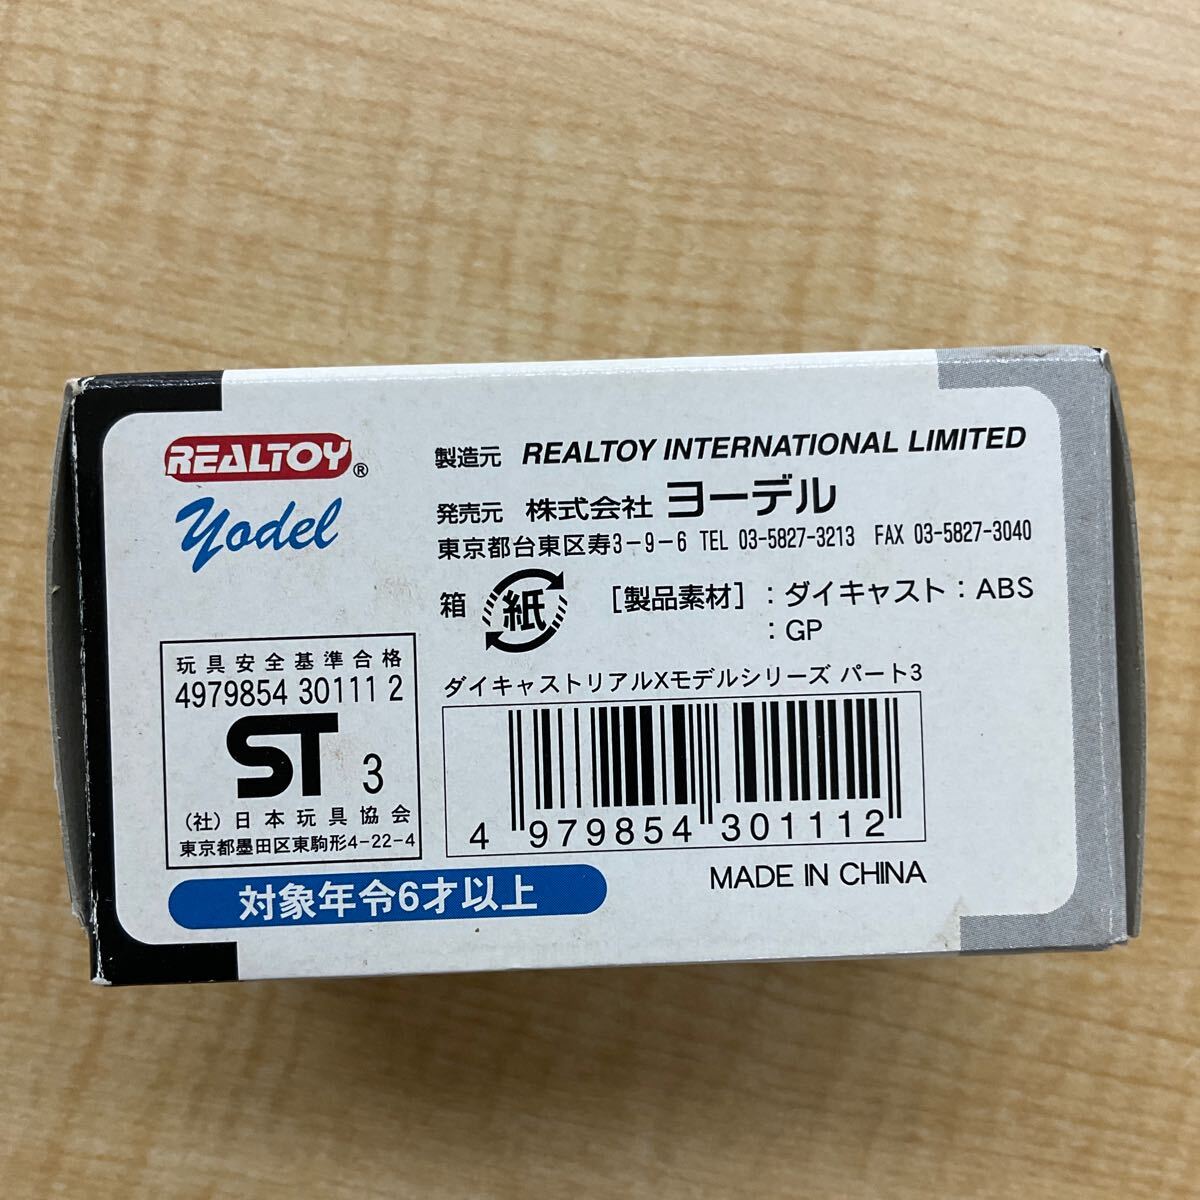 REALTOY®
yodel
製造元 REALTOY INTERNATIONAL LIMITED
発売元 株式会社 ヨーデル
東京都台東区寿3-9-6 TEL 03-5827-3213 FAX 03-5827-3040
箱 紙 [製品素材]:ダイキャスト:ABS
:GP
玩具安全基準合格
4979854 30111 2
ST 3
(社)日本玩具協会
東京都墨田区東駒形4-22-4
ダイキャストリアルXモデルシリーズ パート3
4 979854 301112
対象年令6才以上
MADE IN CHINA